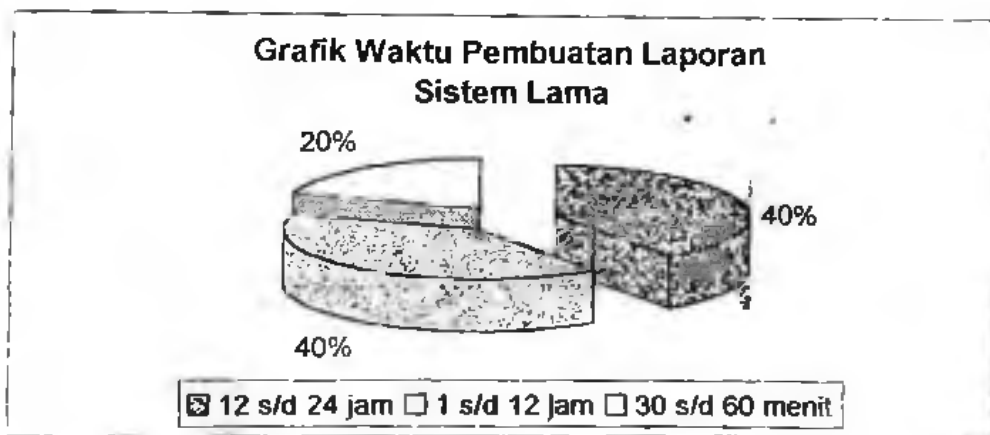 Grafik Waktu Pembuatan Laporan
Sistem Lama
20%
40%
40%
12 s/d 24 jam 1 s/d 12 jam 30 s/d 60 menit